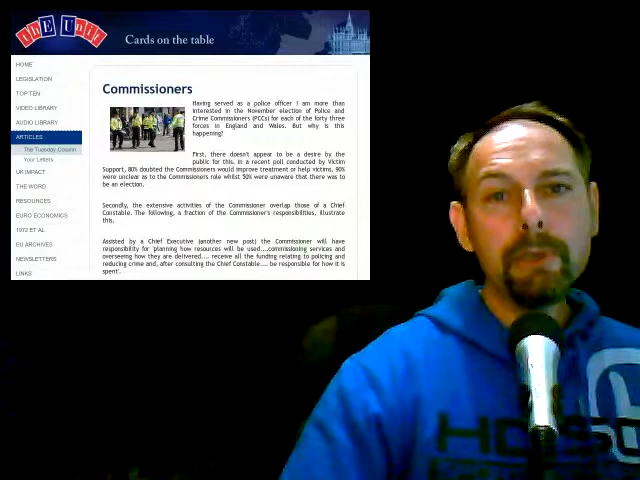 thE Unit
Cards on the table
HOME
LEGISLATION
TOP TEN
VIDEO LIBRARY
AUDIO LIBRARY
ARTICLES
The Tuesday Column
Your Letters
UK IMPACT
THE WORD
RESOURCES
EURO ECONOMICS
1972 ET AL
EU ARCHIVES
NEWSLETTERS
LINKS
Commissioners
Having served as a police officer I am more than
interested in the November election of Police and
Crime Commissioners (PCCs) for each of the forty three
forces in England and Wales. But why is this
happening?
First, there doesn't appear to be a desire by the
public for this. In a recent poll conducted by Victim
Support, 80% doubted the Commissioners would improve treatment or help victims, 90%
were unclear as to the Commissioners role whilst 50% were unaware that there was to
be an election.
Secondly, the extensive activities of the Commissioner overlap those of a Chief
Constable. The following, a fraction of the Commissioner's responsibilities, illustrate
this.
Assisted by a Chief Executive (another new post) the Commissioner will have
responsibility for 'planning how resources will be used....commissioning services and
overseeing how they are delivered.... receive all the funding relating to policing and
reducing crime and, after consulting the Chief Constable.... be responsible for how it is
spent'.